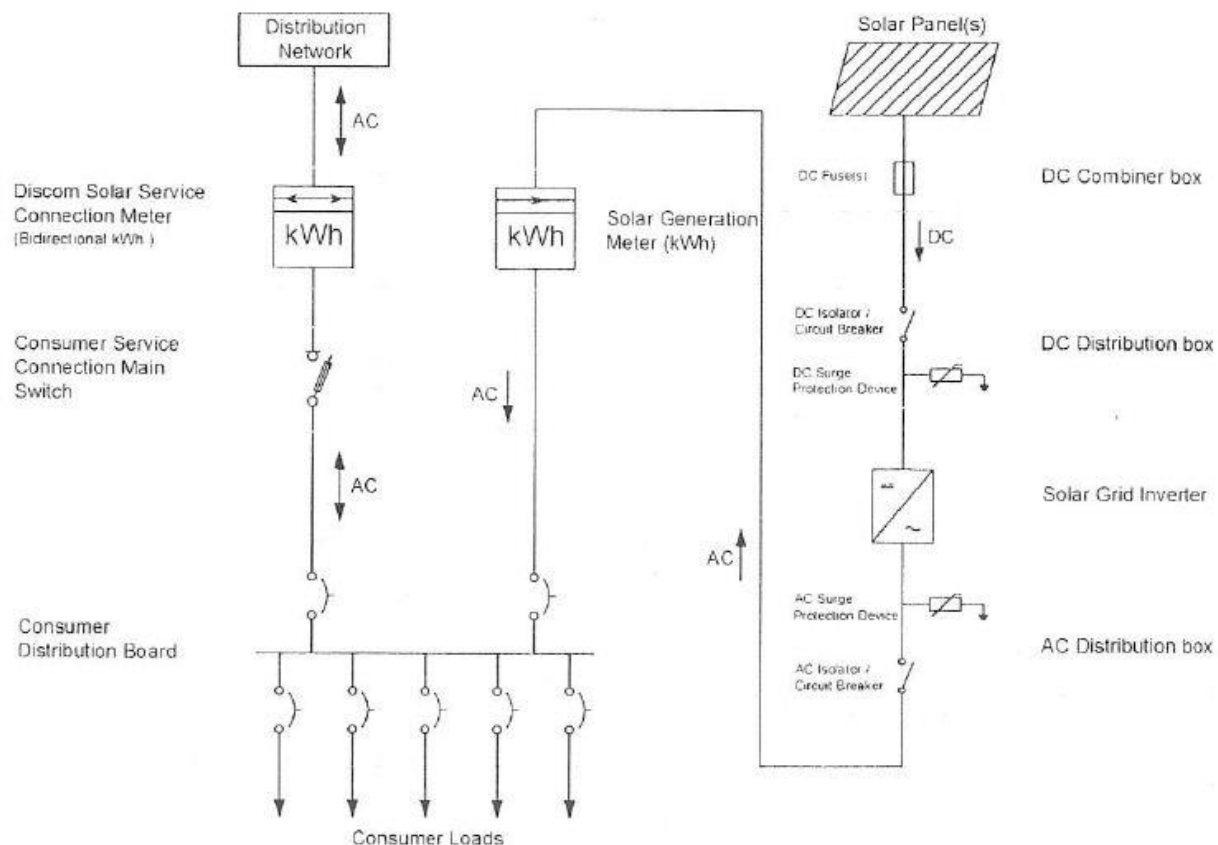 Distribution
Network
AC
Discom Solar Service
Connection Meter
(Bidirectional kWh )
kWh
Consumer Service
Connection Main
Switch
AC
Consumer
Distribution Board
Consumer Loads
kWh
Solar Generation
Meter (kWh)
AC
AC
Solar Panel(s)
DC Fuse(s)
DC Combiner box
DC
DC Isolator /
Circuit Breaker
DC Distribution box
DC Surge
Protection Device
Solar Grid Inverter
AC Surge
Protection Device
AC Distribution box
AC Isolator /
Circuit Breaker